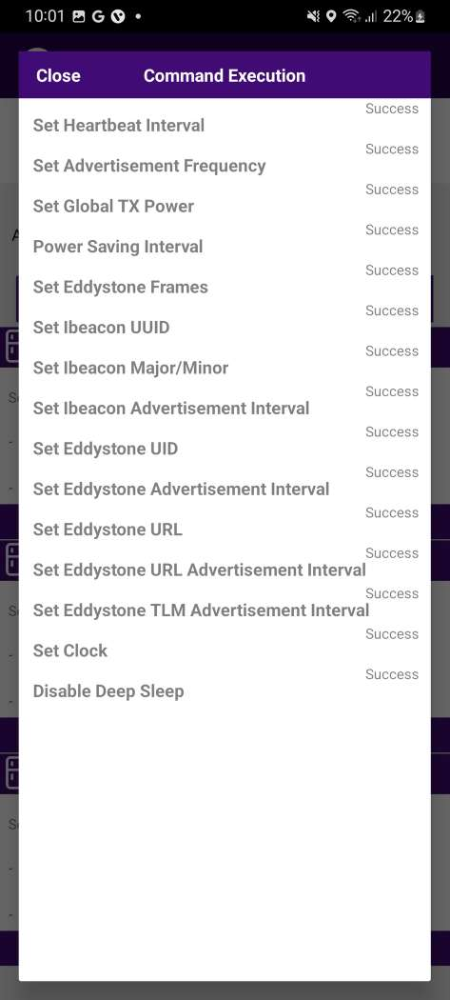 10:01
22%
Close Command Execution
Success
Set Heartbeat Interval
Success
Set Advertisement Frequency
Success
Set Global TX Power
Success
Power Saving Interval
Success
Set Eddystone Frames
Success
Set Ibeacon UUID
Success
Set Ibeacon Major/Minor
Success
Set Ibeacon Advertisement Interval
Success
Set Eddystone UID
Success
Set Eddystone Advertisement Interval
Success
Set Eddystone URL
Success
Set Eddystone URL Advertisement Interval
Success
Set Eddystone TLM Advertisement Interval
Success
Set Clock
Success
Disable Deep Sleep